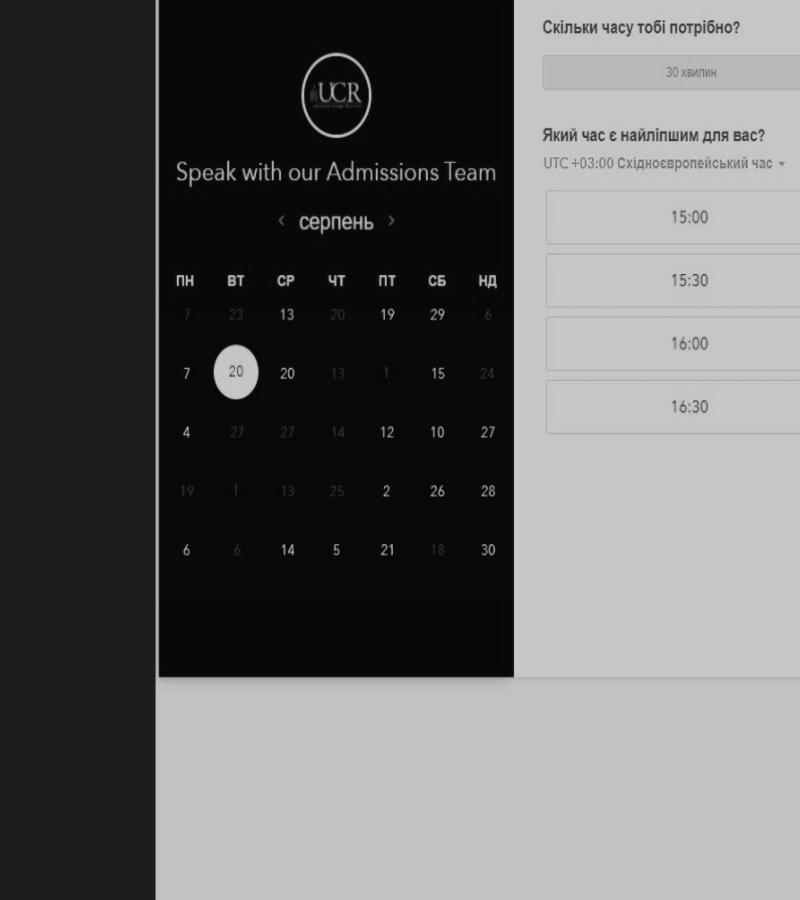 UCR
Speak with our Admissions Team
‹ серпень ›
ПН ВТ СР ЧТ ПТ СБ НД
7 23 13 20 19 29 6
7 20 20 13 1 15 24
4 27 27 14 12 10 27
19 1 13 25 2 26 28
6 6 14 5 21 18 30
Скільки часу тобі потрібно?
30 хвилин
Який час є найліпшим для вас?
UTC +03:00 Східноєвропейський час
15:00
15:30
16:00
16:30